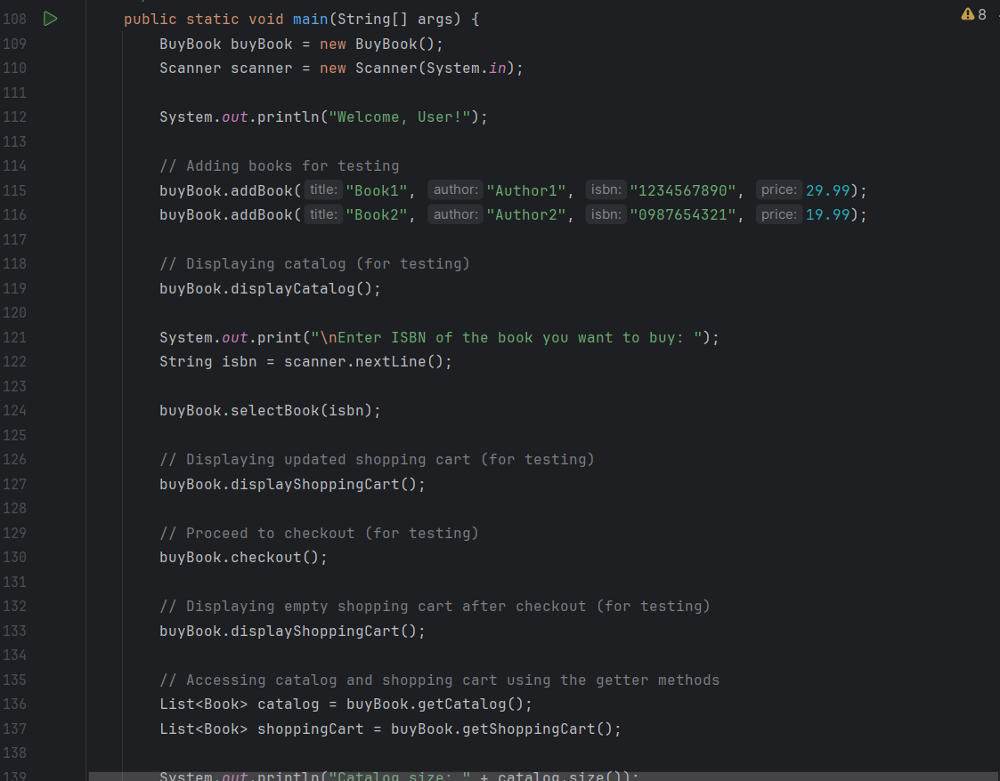 108 public static void main(String[] args) { 8
109 BuyBook buyBook = new BuyBook();
110 Scanner scanner = new Scanner(System.in);
111
112 System.out.println("Welcome, User!");
113
114 // Adding books for testing
115 buyBook.addBook( title: "Book1", author: "Author1", isbn: "1234567890", price: 29.99);
116 buyBook.addBook( title: "Book2", author: "Author2", isbn: "0987654321", price: 19.99);
117
118 // Displaying catalog (for testing)
119 buyBook.displayCatalog();
120
121 System.out.print("\nEnter ISBN of the book you want to buy: ");
122 String isbn = scanner.nextLine();
123
124 buyBook.selectBook(isbn);
125
126 // Displaying updated shopping cart (for testing)
127 buyBook.displayShoppingCart();
128
129 // Proceed to checkout (for testing)
130 buyBook.checkout();
131
132 // Displaying empty shopping cart after checkout (for testing)
133 buyBook.displayShoppingCart();
134
135 // Accessing catalog and shopping cart using the getter methods
136 List<Book> catalog = buyBook.getCatalog();
137 List<Book> shoppingCart = buyBook.getShoppingCart();
138
139 System.out.println("Catalog size: " + catalog.size());